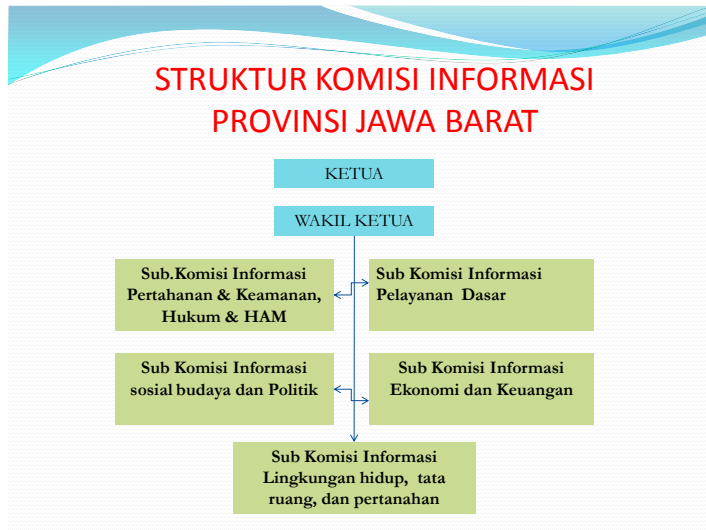 STRUKTUR KOMISI INFORMASI
PROVINSI JAWA BARAT
KETUA
WAKIL KETUA
Sub.Komisi Informasi
Pertahanan & Keamanan,
Hukum & HAM
Sub Komisi Informasi
Pelayanan Dasar
Sub Komisi Informasi
sosial budaya dan Politik
Sub Komisi Informasi
Ekonomi dan Keuangan
Sub Komisi Informasi
Lingkungan hidup, tata
ruang, dan pertanahan